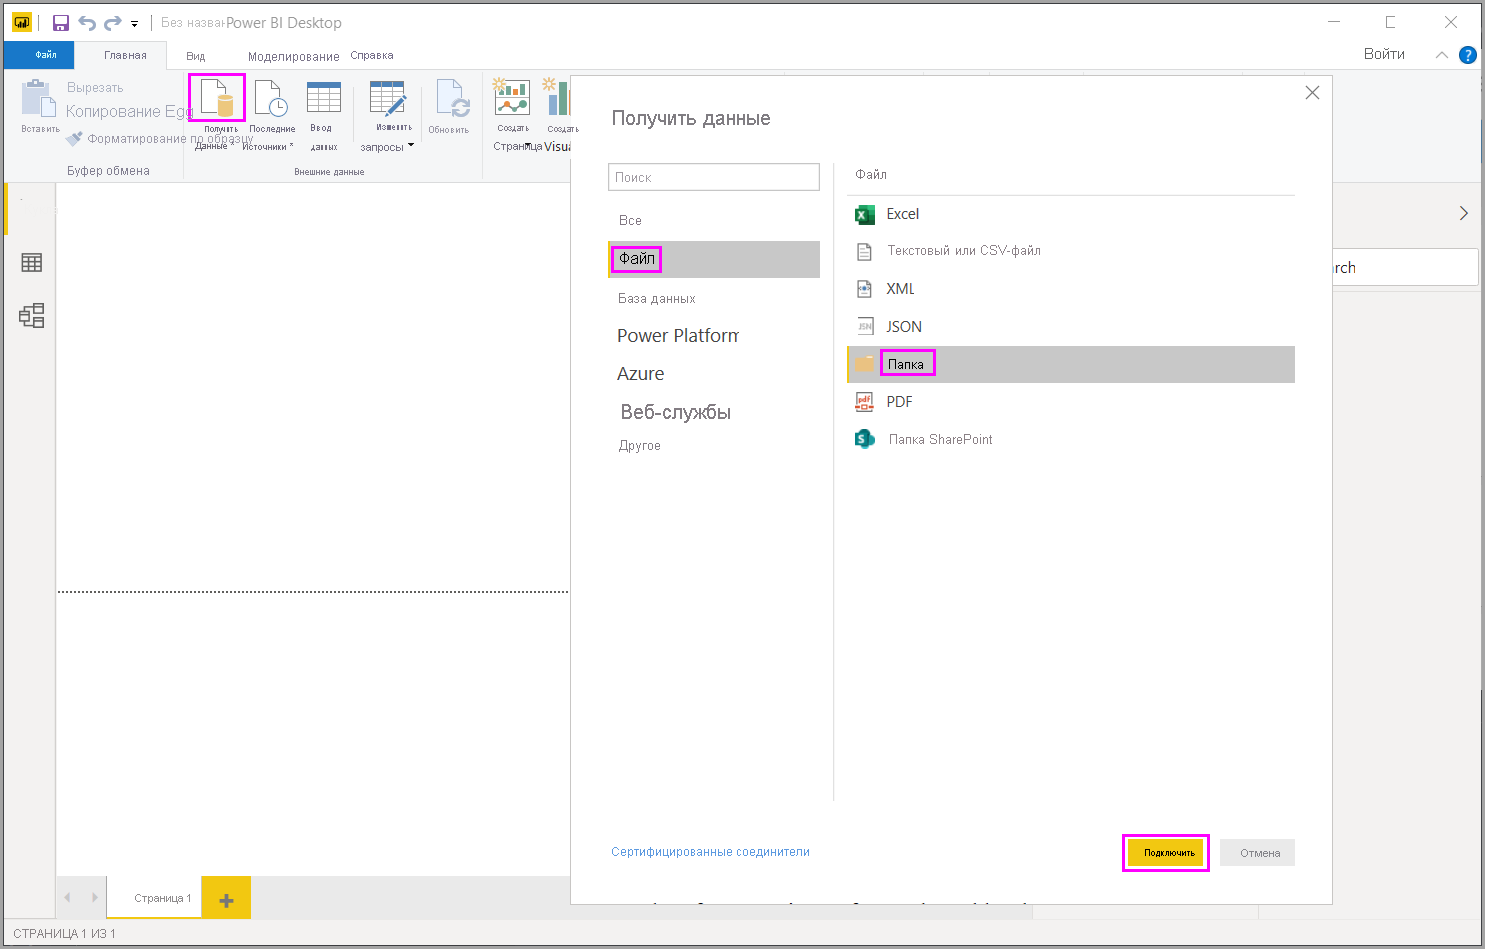 Без назван Power BI Desktop
Файл
Главная
Вид
Моделирование
Справка
Войти
?
Вставить
Вырезать
Копирование Egg
Форматирование по образцу
Буфер обмена
Получить
Данные
Последние
Источники
Ввод
данных
Изменить
запросы
Внешние данные
Обновить
Создать
Страница
Создать
Visua
Получить данные
Поиск
Все
Файл
База данных
Power Platform
Azure
Веб-службы
Другое
Файл
Excel
Текстовый или CSV-файл
XML
JSON
Папка
PDF
Папка SharePoint
rch
Сертифицированные соединители
Подключить
Отмена
Страница 1
СТРАНИЦА 1 ИЗ 1